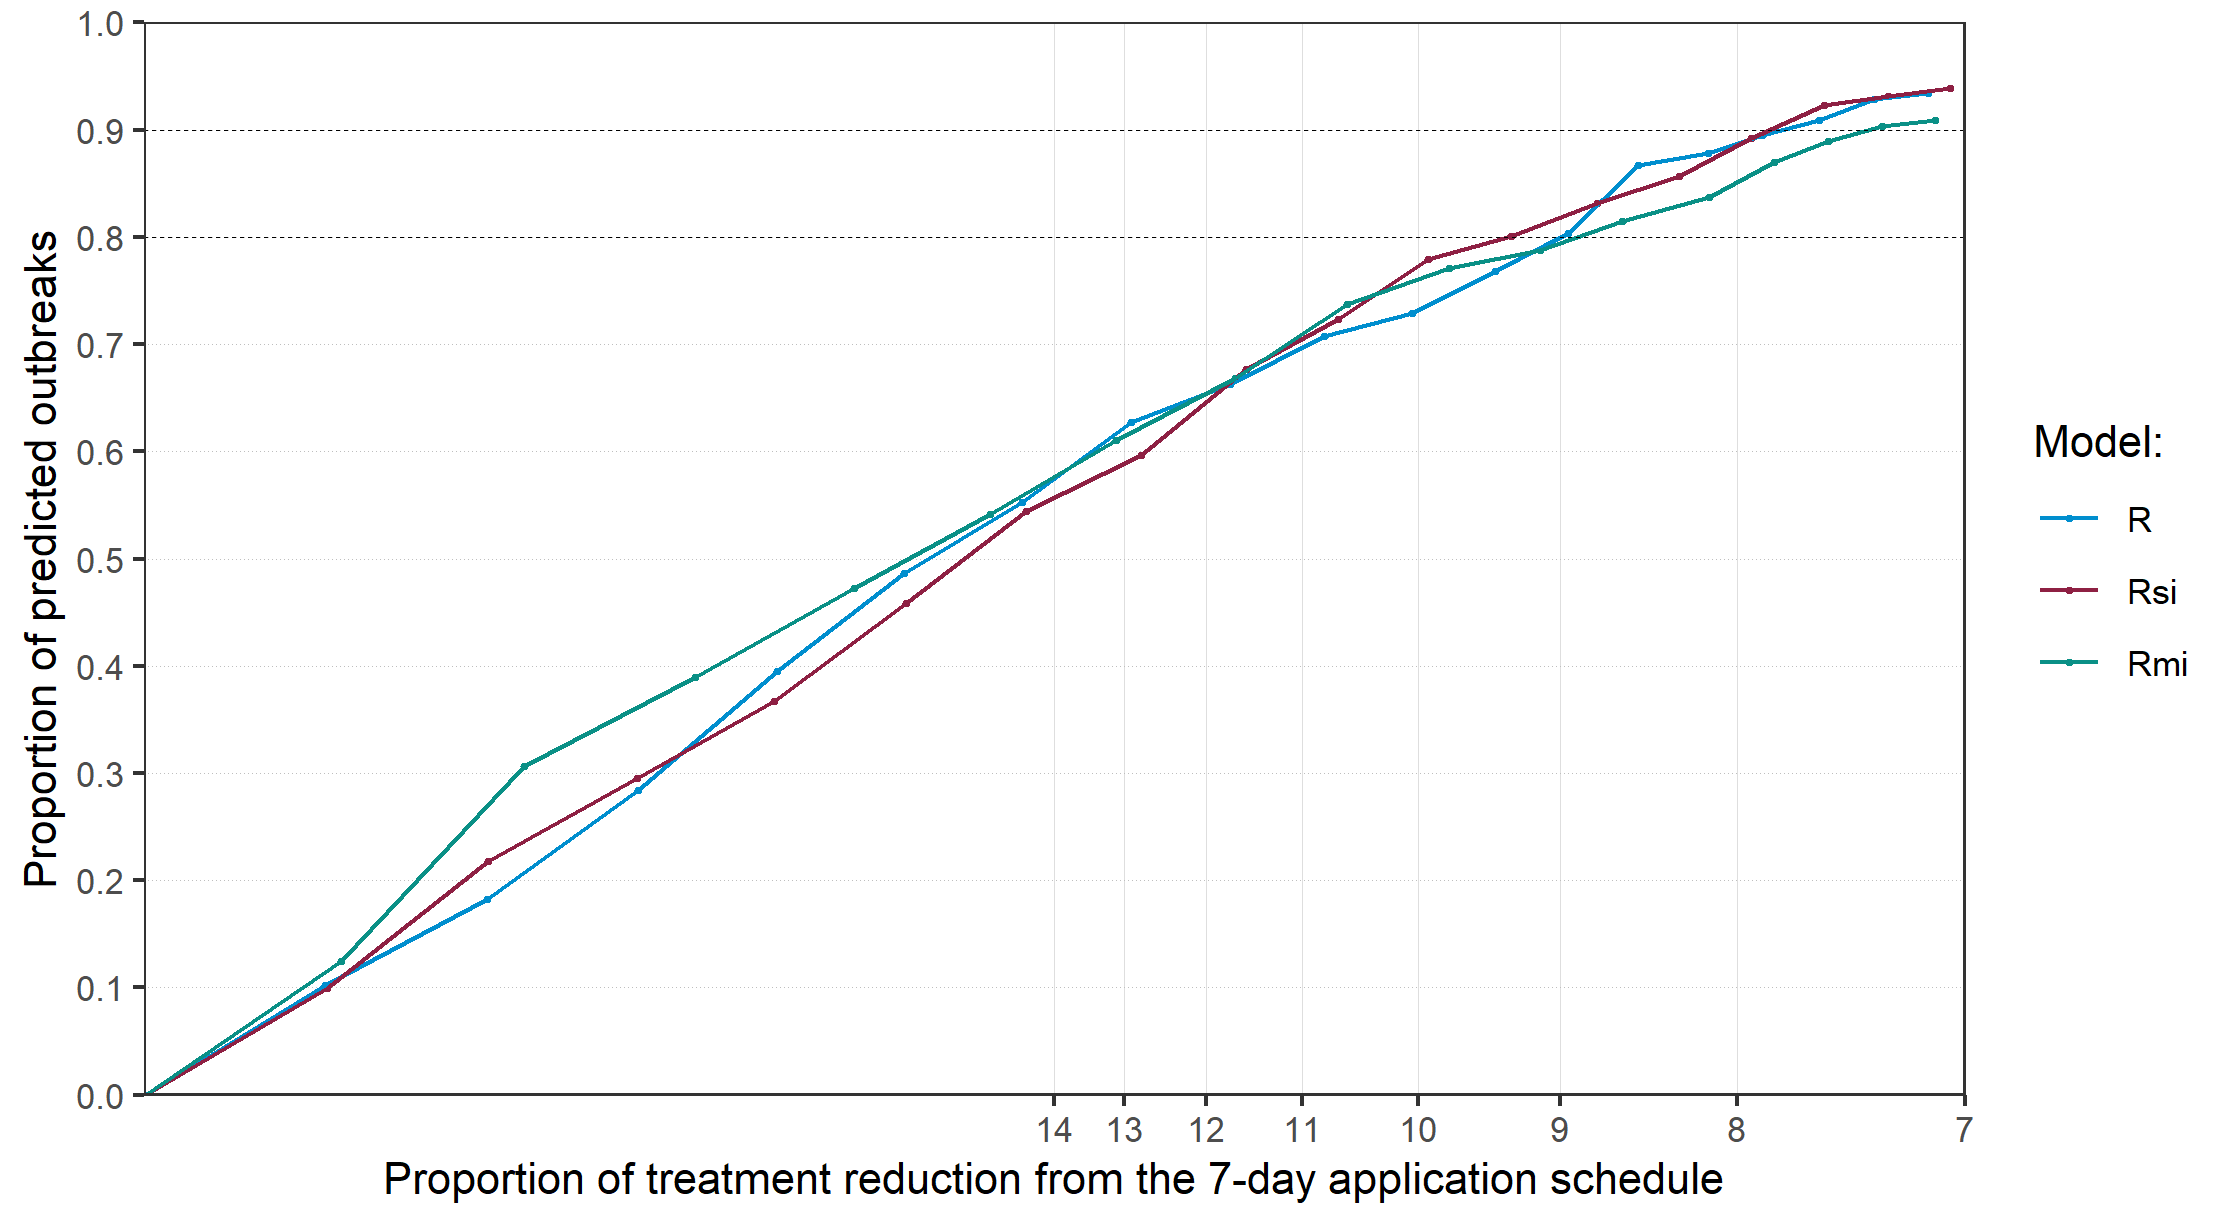 Proportion of predicted outbreaks
1.0
0.9
0.8
0.7
0.6
0.5
0.4
0.3
0.2
0.1
0.0
14 13 12 11 10 9 8 7
Proportion of treatment reduction from the 7-day application schedule
Model:
R
Rsi
Rmi